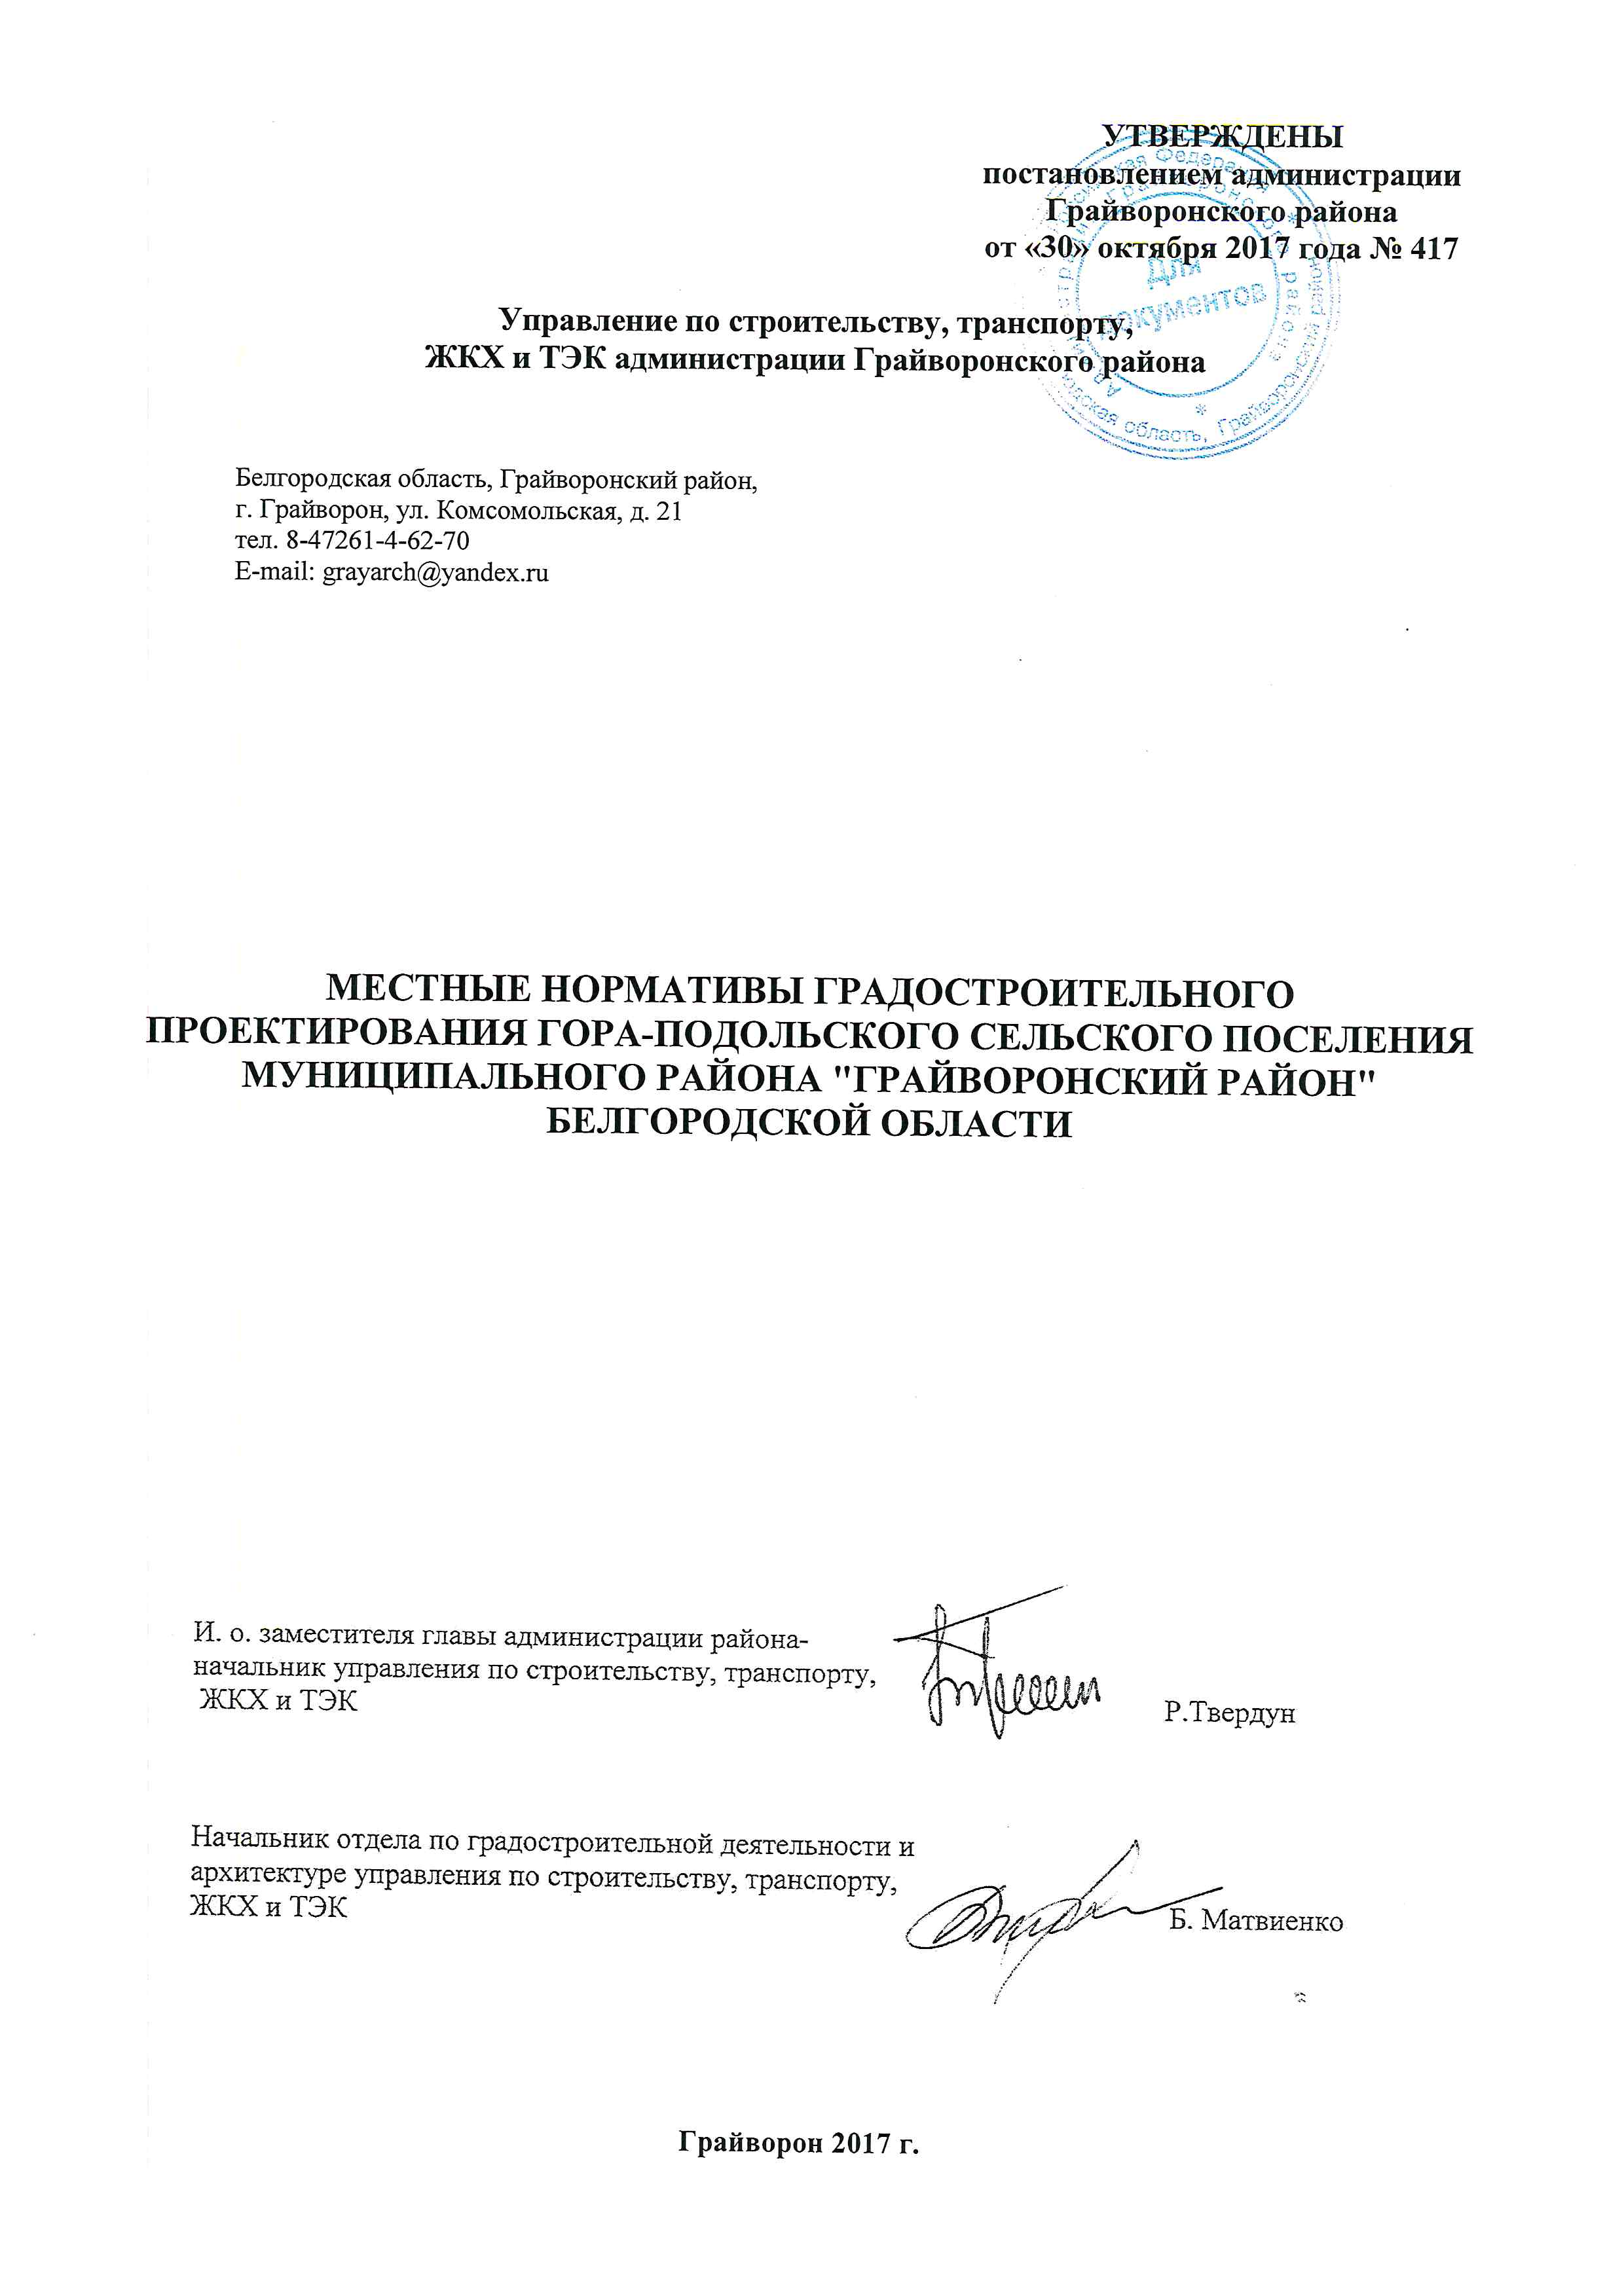 УТВЕРЖДЕНЫ
постановлением администрации
Грайворонского района
от «30» октября 2017 года № 417
Для
документов
Управление по строительству, транспорту,
ЖКХ и ТЭК администрации Грайворонского района
Белгородская область, Грайворонский район,
г. Грайворон, ул. Комсомольская, д. 21
тел. 8-47261-4-62-70
E-mail: grayarch@yandex.ru
МЕСТНЫЕ НОРМАТИВЫ ГРАДОСТРОИТЕЛЬНОГО
ПРОЕКТИРОВАНИЯ ГОРА-ПОДОЛЬСКОГО СЕЛЬСКОГО ПОСЕЛЕНИЯ
МУНИЦИПАЛЬНОГО РАЙОНА "ГРАЙВОРОНСКИЙ РАЙОН"
БЕЛГОРОДСКОЙ ОБЛАСТИ
И. о. заместителя главы администрации района-
начальник управления по строительству, транспорту,
ЖКХ и ТЭК
Р.Твердун
Начальник отдела по градостроительной деятельности и
архитектуре управления по строительству, транспорту,
ЖКХ и ТЭК
Б. Матвиенко
Грайворон 2017 г.